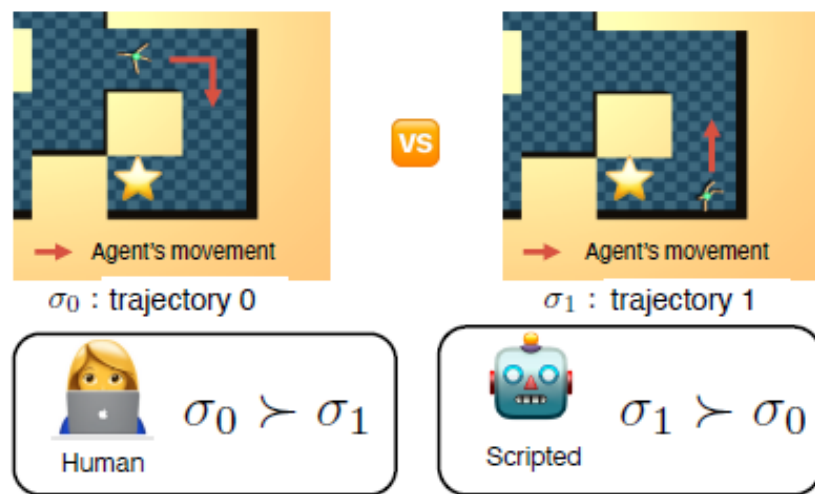 VS
Agent's movement
Agent's movement
σ₀ : trajectory 0
σ₁ : trajectory 1
σ₀ ≻ σ₁
Human
σ₁ ≻ σ₀
Scripted